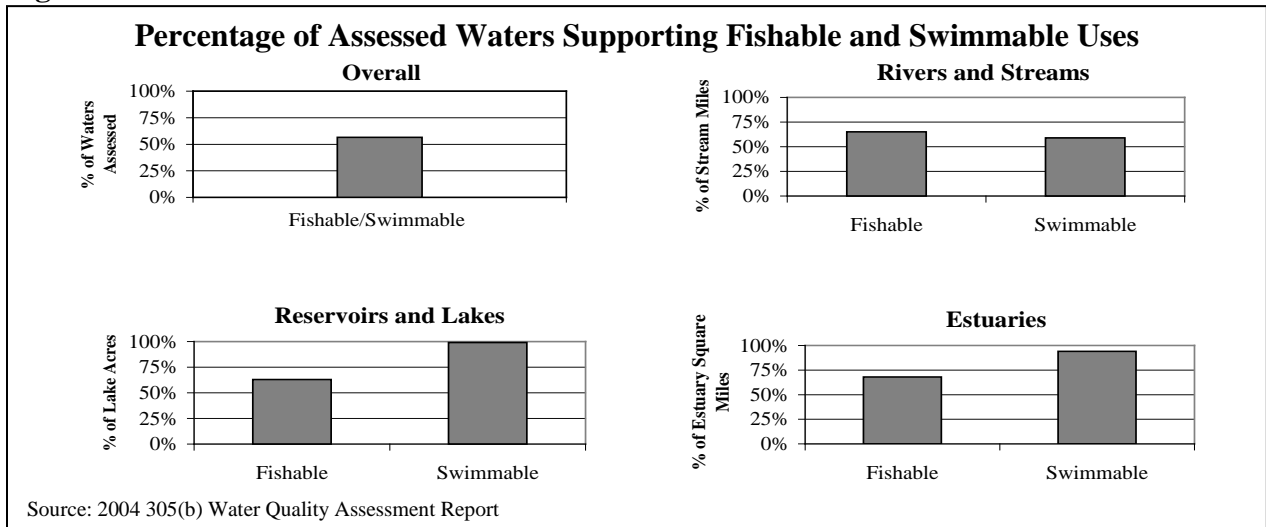 Percentage of Assessed Waters Supporting Fishable and Swimmable Uses
Overall
% of Waters
Assessed
100%
75%
50%
25%
0%
Fishable/Swimmable
Rivers and Streams
% of Stream Miles
100%
75%
50%
25%
0%
Fishable Swimmable
Reservoirs and Lakes
% of Lake Acres
100%
75%
50%
25%
0%
Fishable Swimmable
Estuaries
% of Estuary Square
Miles
100%
75%
50%
25%
0%
Fishable Swimmable
Source: 2004 305(b) Water Quality Assessment Report